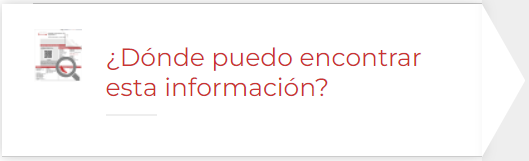 ¿Dónde puedo encontrar
esta información?